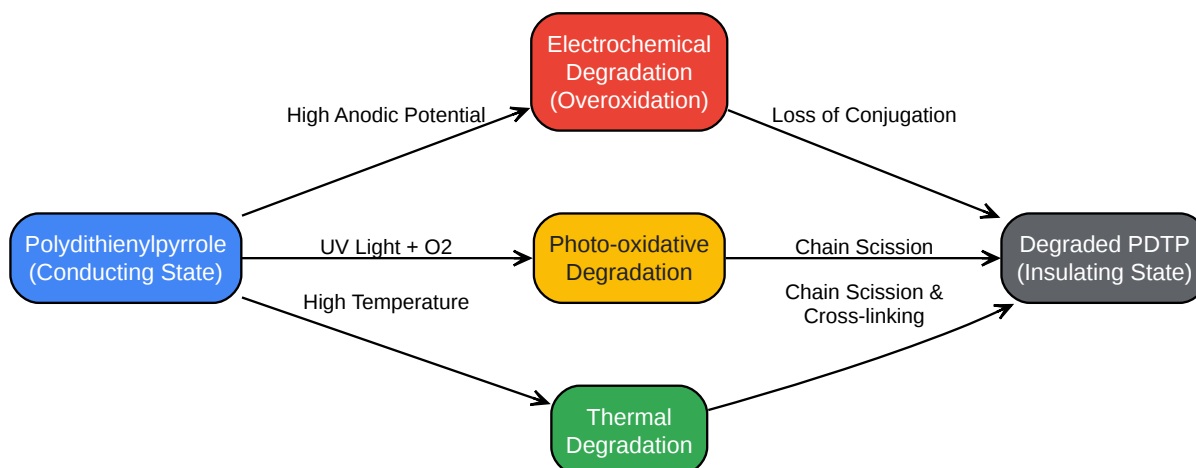 Electrochemical
Degradation
(Overoxidation)
High Anodic Potential
Loss of Conjugation
Polydithienylpyrrole
(Conducting State)
UV Light + O2
Photo-oxidative
Degradation
Chain Scission
Degraded PDTP
(Insulating State)
High Temperature
Chain Scission &
Cross-linking
Thermal
Degradation